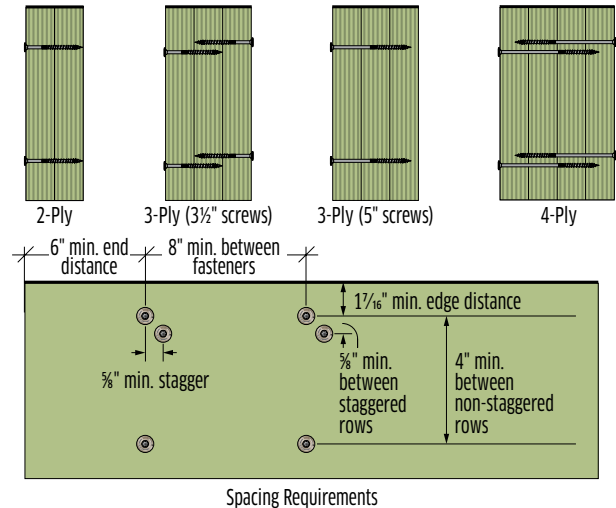 2-Ply
3-Ply (3½" screws)
3-Ply (5" screws)
4-Ply
6" min. end
distance
8" min. between
fasteners
1⁷⁄₁₆" min. edge distance
⅝" min. stagger
⅝" min.
between
staggered
rows
4" min.
between
non-staggered
rows
Spacing Requirements